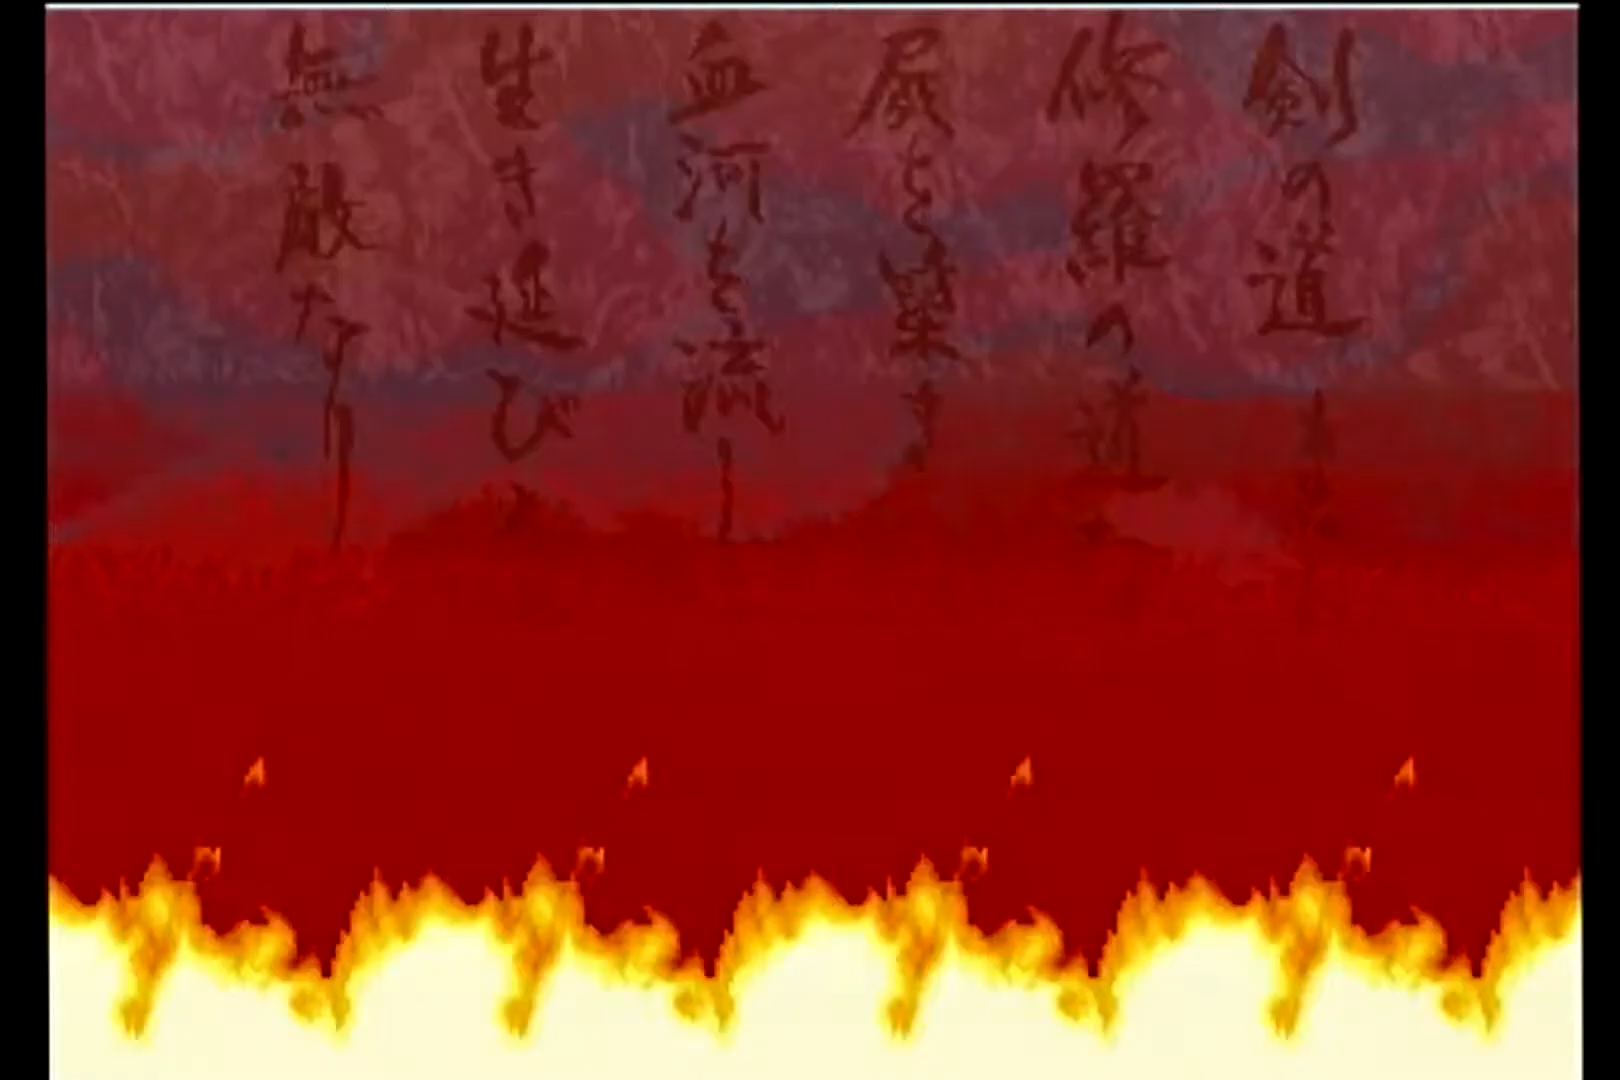 剣の道
修羅の道
屍を築き
血河を流し
生き延び
無敵なり